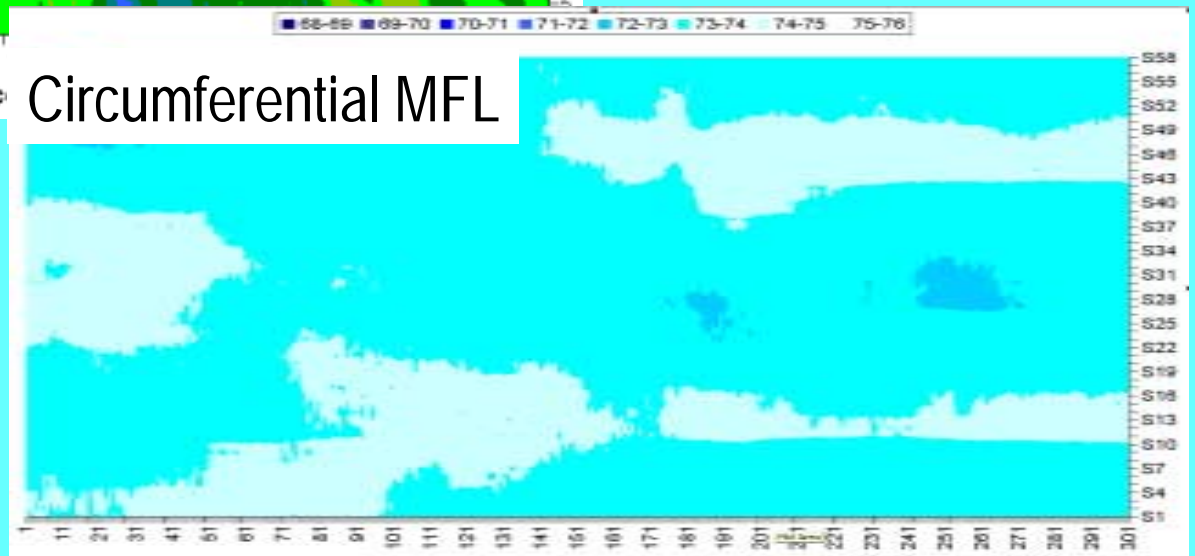 68-69 69-70 70-71 71-72 72-73 73-74 74-75 75-76
Circumferential MFL
S58
S55
S52
S49
S46
S43
S40
S37
S34
S31
S28
S25
S22
S19
S16
S13
S10
S7
S4
S1
1 11 21 31 41 51 61 71 81 91 101 111 121 131 141 151 161 171 181 191 201 211 221 231 241 251 261 271 281 291 301